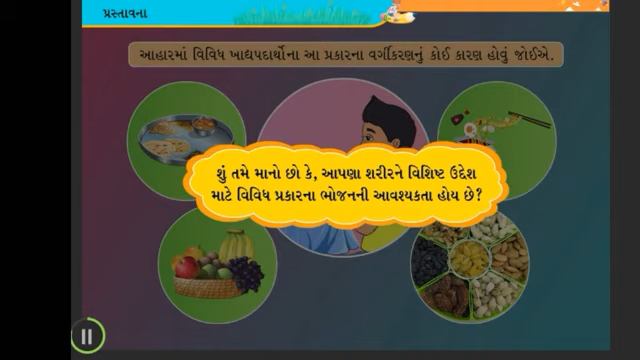 પ્રસ્તાવના
આહારમાં વિવિધ ખાદ્યપદાર્થોના આ પ્રકારના વર્ગીકરણનું કોઈ કારણ હોવું જોઈએ.
શું તમે માનો છો કે, આપણા શરીરને વિશિષ્ટ ઉદ્દેશ
માટે વિવિધ પ્રકારના ભોજનની આવશ્યકતા હોય છે?